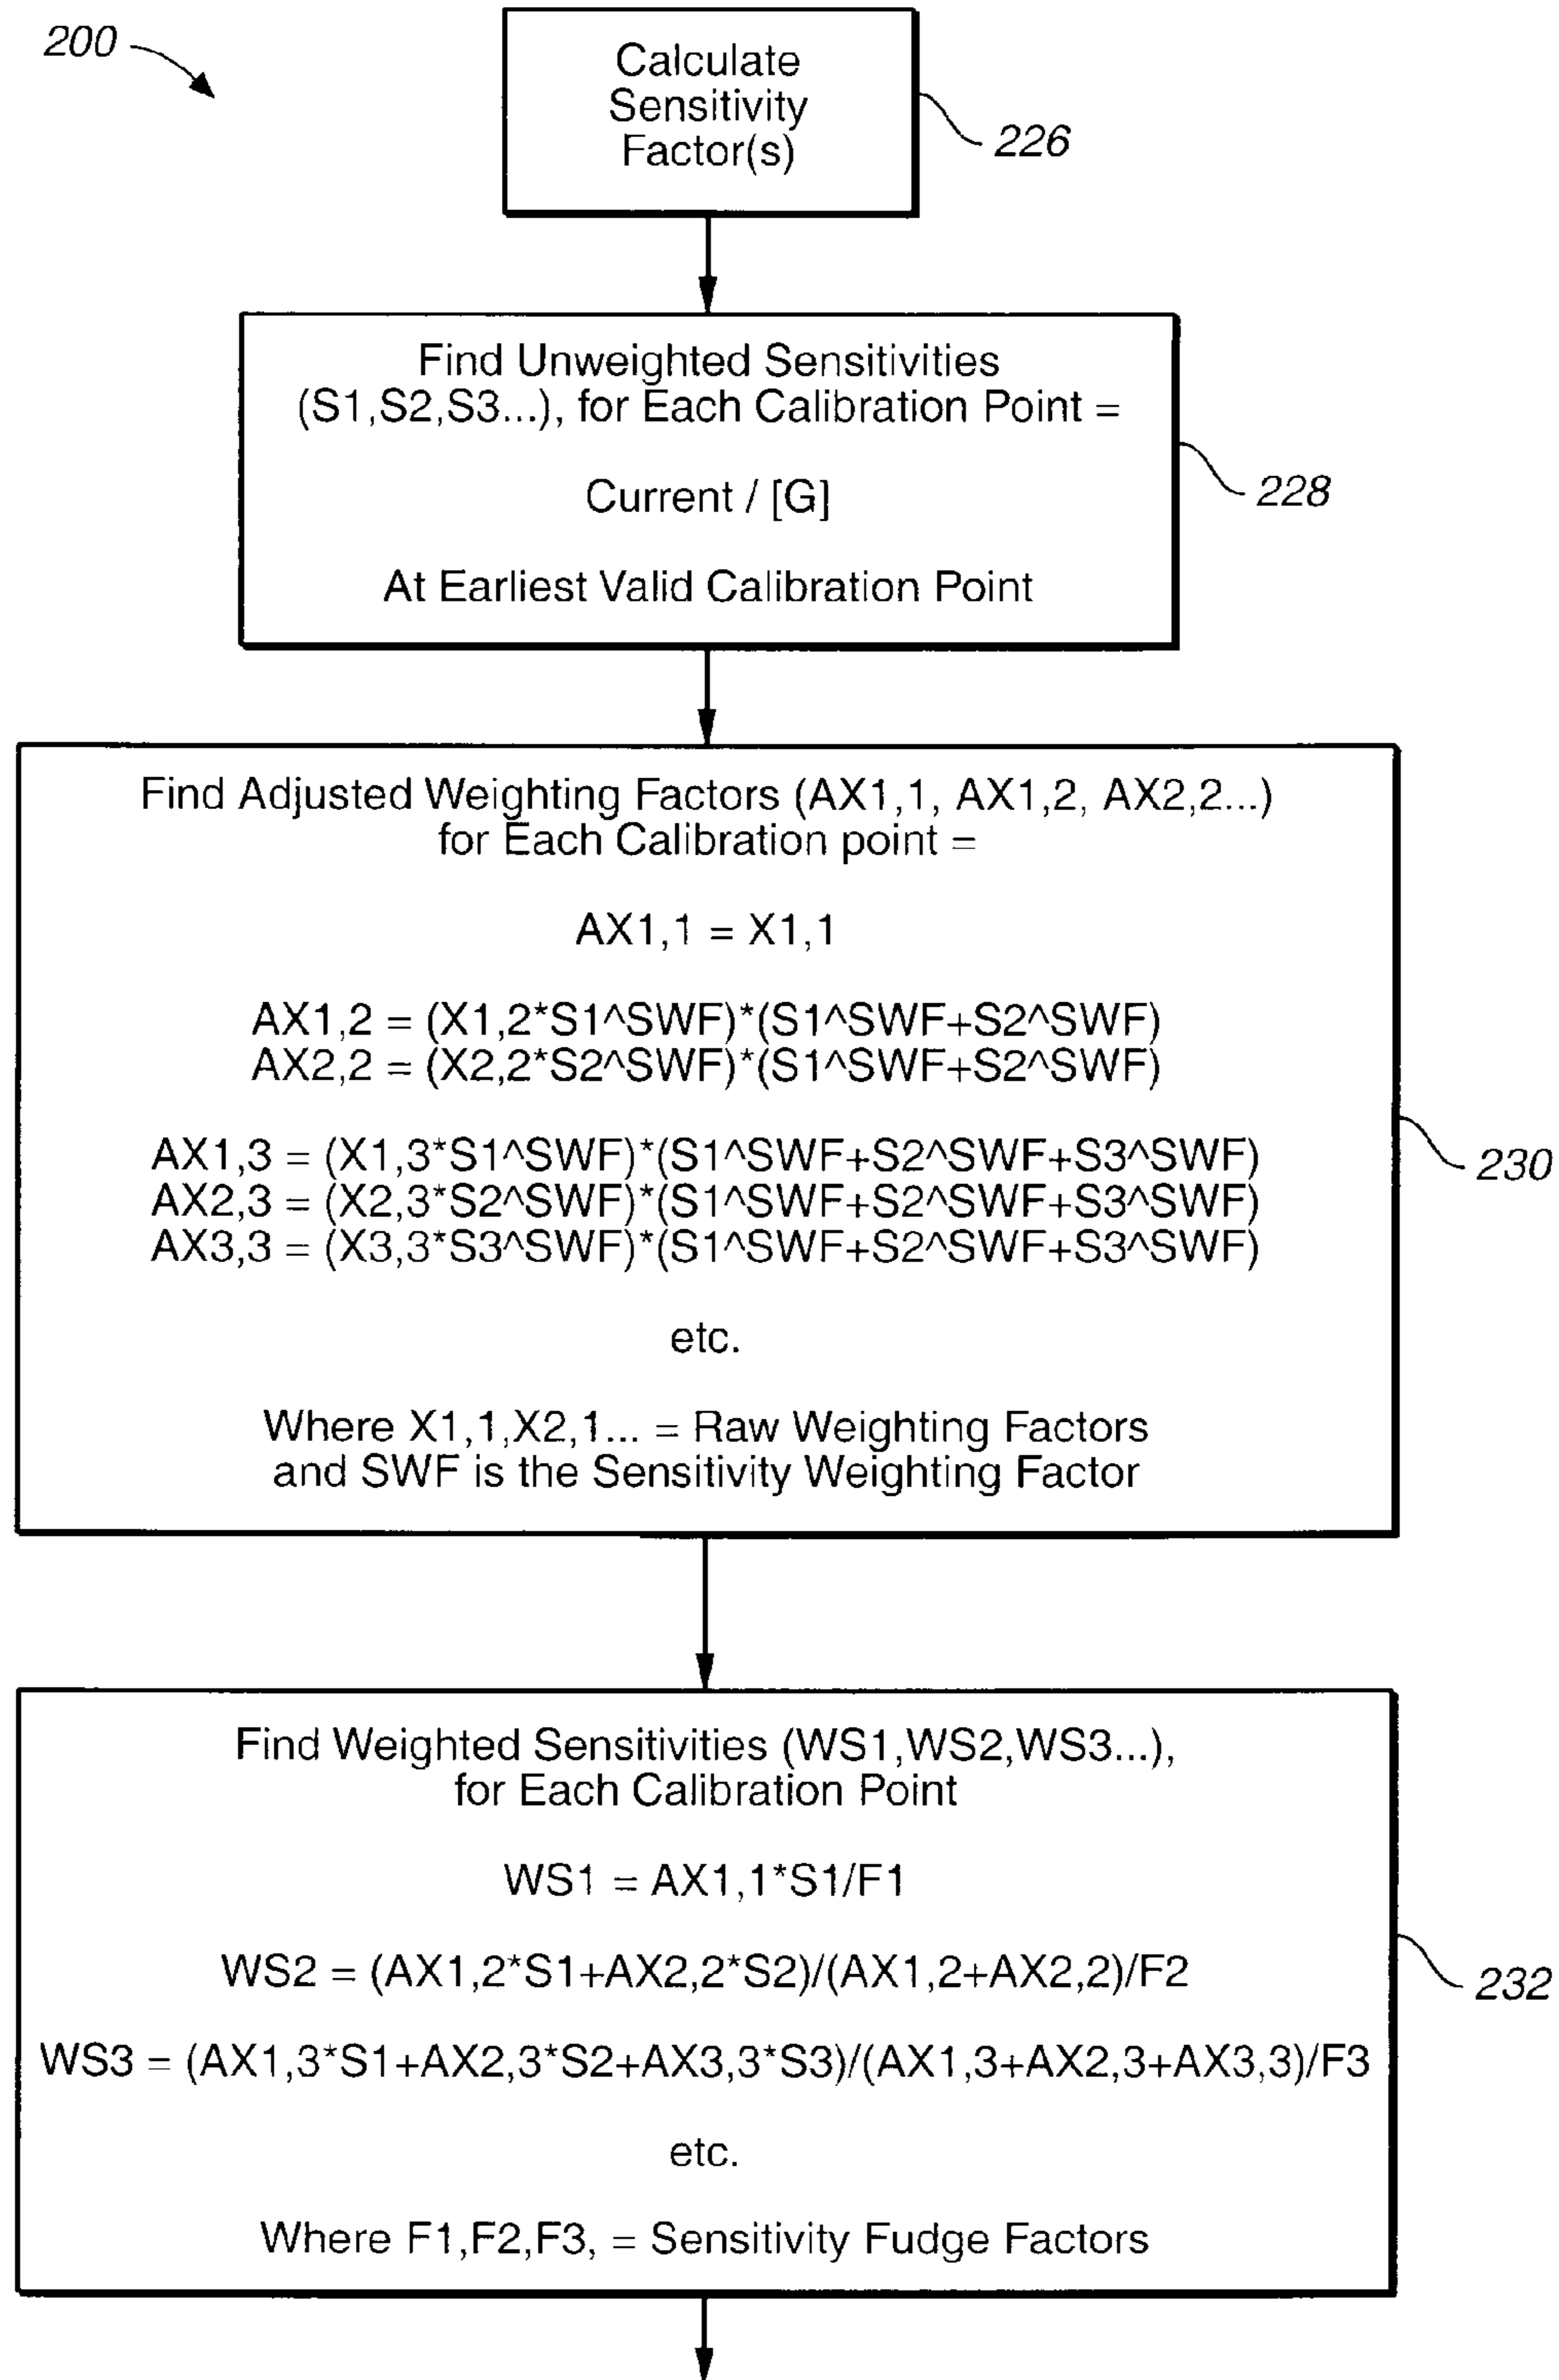 200
Calculate
Sensitivity
Factor(s)
226
Find Unweighted Sensitivities
(S1,S2,S3...), for Each Calibration Point =
Current / [G]
At Earliest Valid Calibration Point
228
Find Adjusted Weighting Factors (AX1,1, AX1,2, AX2,2...)
for Each Calibration point =
AX1,1 = X1,1
AX1,2 = (X1,2*S1^SWF)*(S1^SWF+S2^SWF)
AX2,2 = (X2,2*S2^SWF)*(S1^SWF+S2^SWF)
AX1,3 = (X1,3*S1^SWF)*(S1^SWF+S2^SWF+S3^SWF)
AX2,3 = (X2,3*S2^SWF)*(S1^SWF+S2^SWF+S3^SWF)
AX3,3 = (X3,3*S3^SWF)*(S1^SWF+S2^SWF+S3^SWF)
etc.
Where X1,1,X2,1... = Raw Weighting Factors
and SWF is the Sensitivity Weighting Factor
230
Find Weighted Sensitivities (WS1,WS2,WS3...),
for Each Calibration Point
WS1 = AX1,1*S1/F1
WS2 = (AX1,2*S1+AX2,2*S2)/(AX1,2+AX2,2)/F2
WS3 = (AX1,3*S1+AX2,3*S2+AX3,3*S3)/(AX1,3+AX2,3+AX3,3)/F3
etc.
Where F1,F2,F3, = Sensitivity Fudge Factors
232